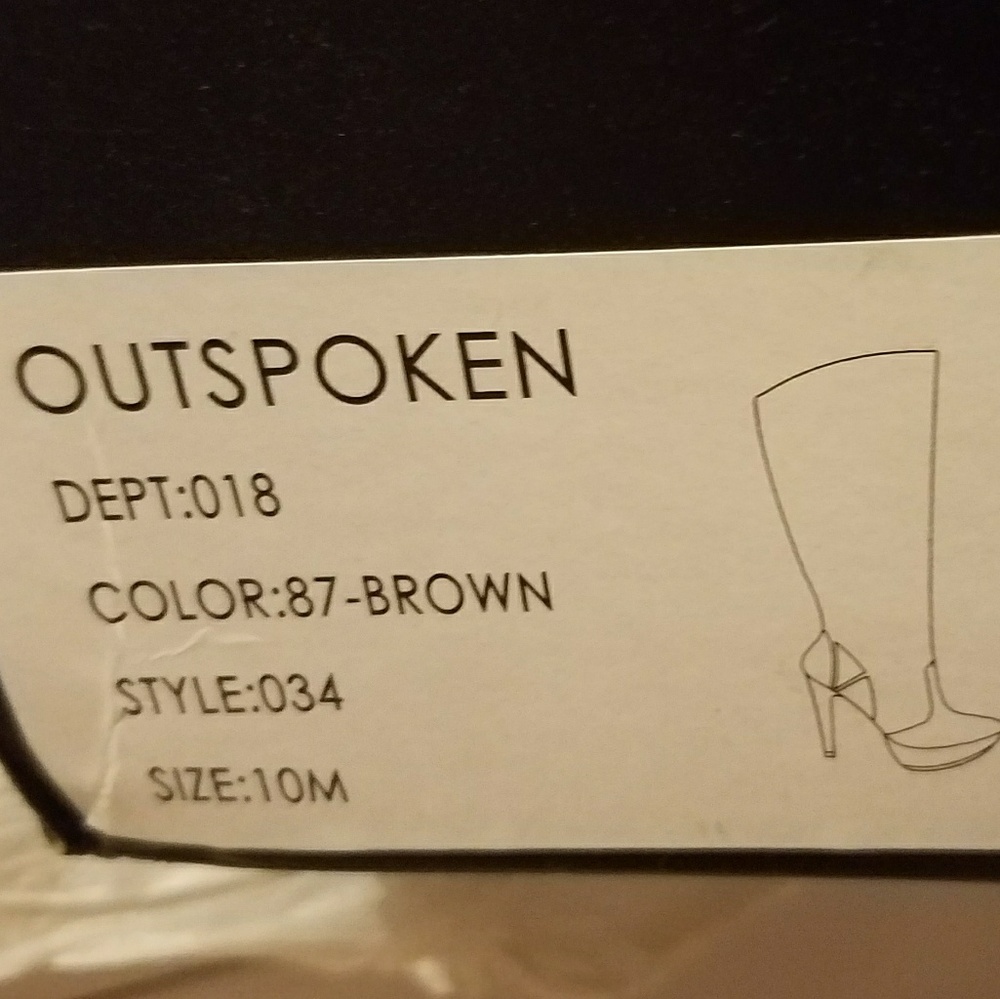 OUTSPOKEN
DEPT:018
COLOR:87-BROWN
STYLE:034
SIZE:10M